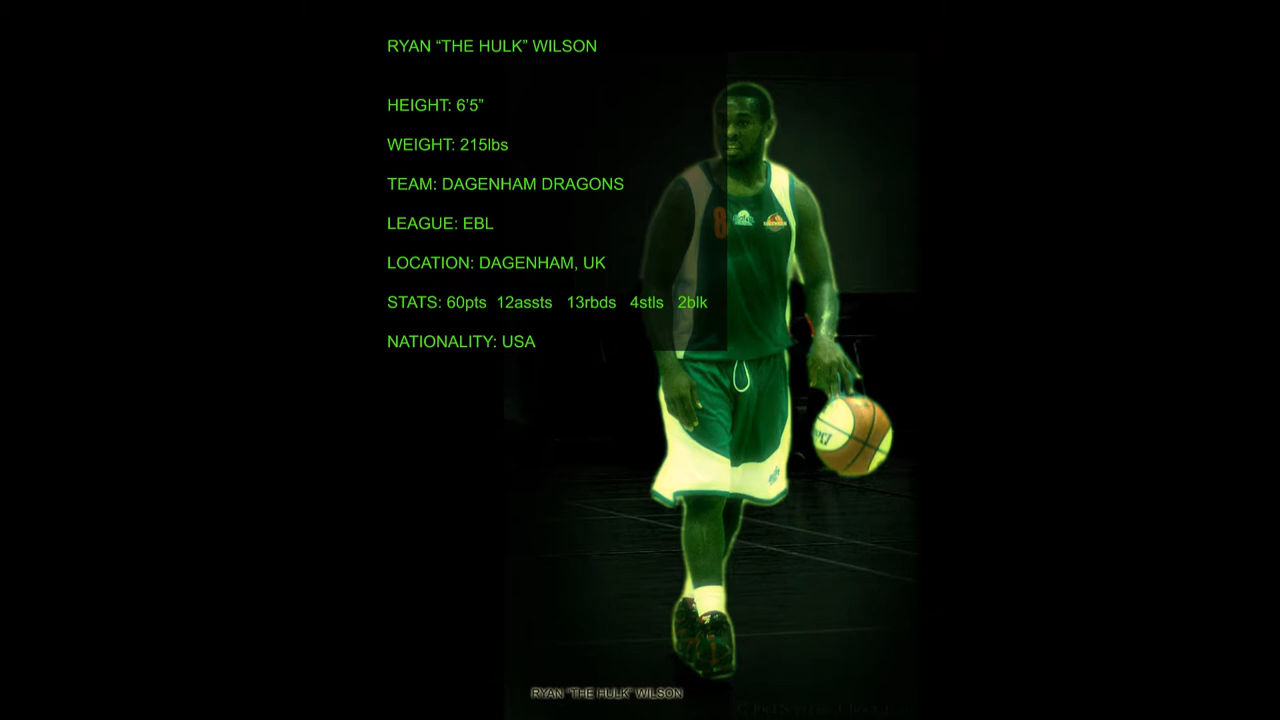 RYAN “THE HULK” WILSON
HEIGHT: 6’5”
WEIGHT: 215lbs
TEAM: DAGENHAM DRAGONS
LEAGUE: EBL
LOCATION: DAGENHAM, UK
STATS: 60pts 12assts 13rbds 4stls 2blk
NATIONALITY: USA
8
RYAN “THE HULK” WILSON